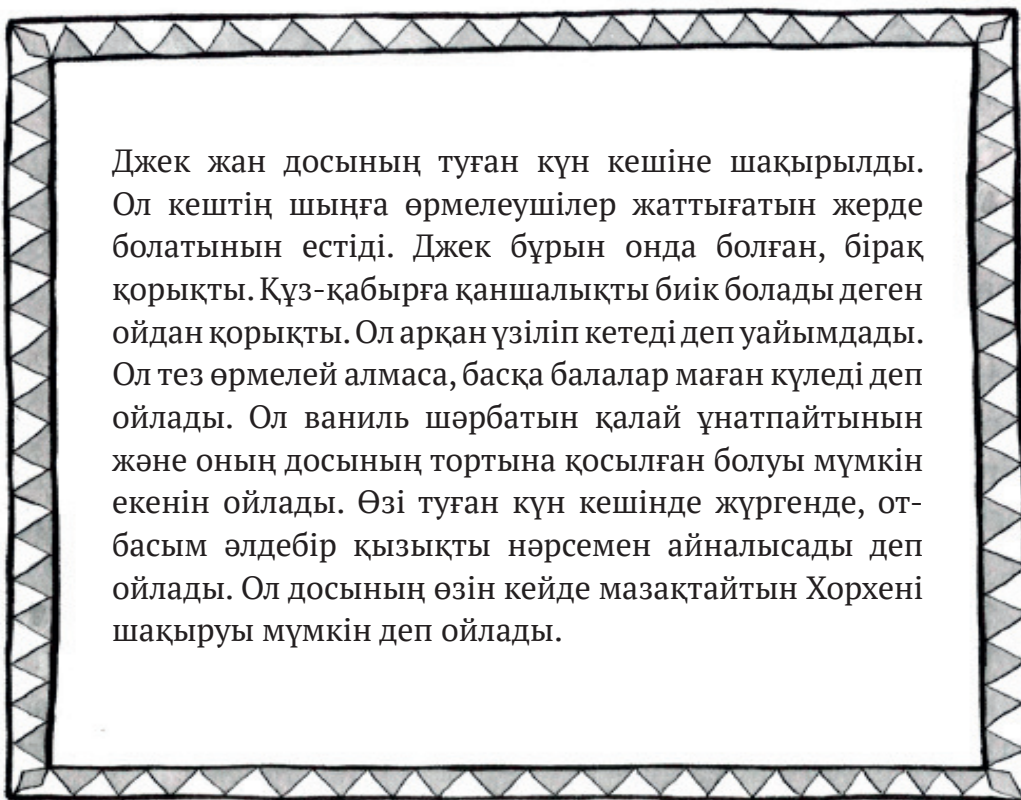 Джек жан досының туған күн кешіне шақырылды.
Ол кештің шыңға өрмелеушілер жаттығатын жерде
болатынын естіді. Джек бұрын онда болған, бірақ
қорықты. Құз-қабырға қаншалықты биік болады деген
ойдан қорықты. Ол арқан үзіліп кетеді деп уайымдады.
Ол тез өрмелей алмаса, басқа балалар маған күледі деп
ойлады. Ол ваниль шәрбатын қалай ұнатпайтынын
және оның досының тортына қосылған болуы мүмкін
екенін ойлады. Өзі туған күн кешінде жүргенде, от-
басым әлдебір қызықты нәрсемен айналысады деп
ойлады. Ол досының өзін кейде мазақтайтын Хорхені
шақыруы мүмкін деп ойлады.